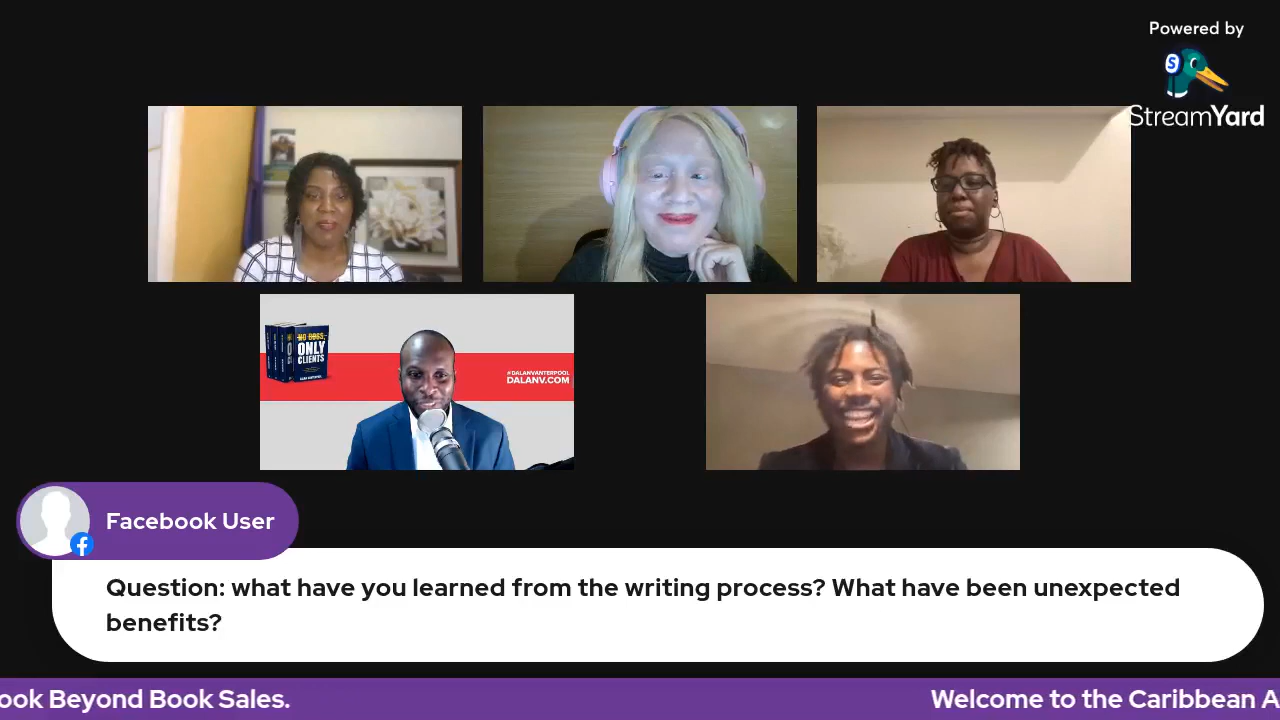 Powered by
StreamYard
NO BOSS,
ONLY
CLIENTS
#DALANVANTERPOOL
DALANV.COM
Facebook User
Question: what have you learned from the writing process? What have been unexpected
benefits?
ook Beyond Book Sales.
Welcome to the Caribbean A